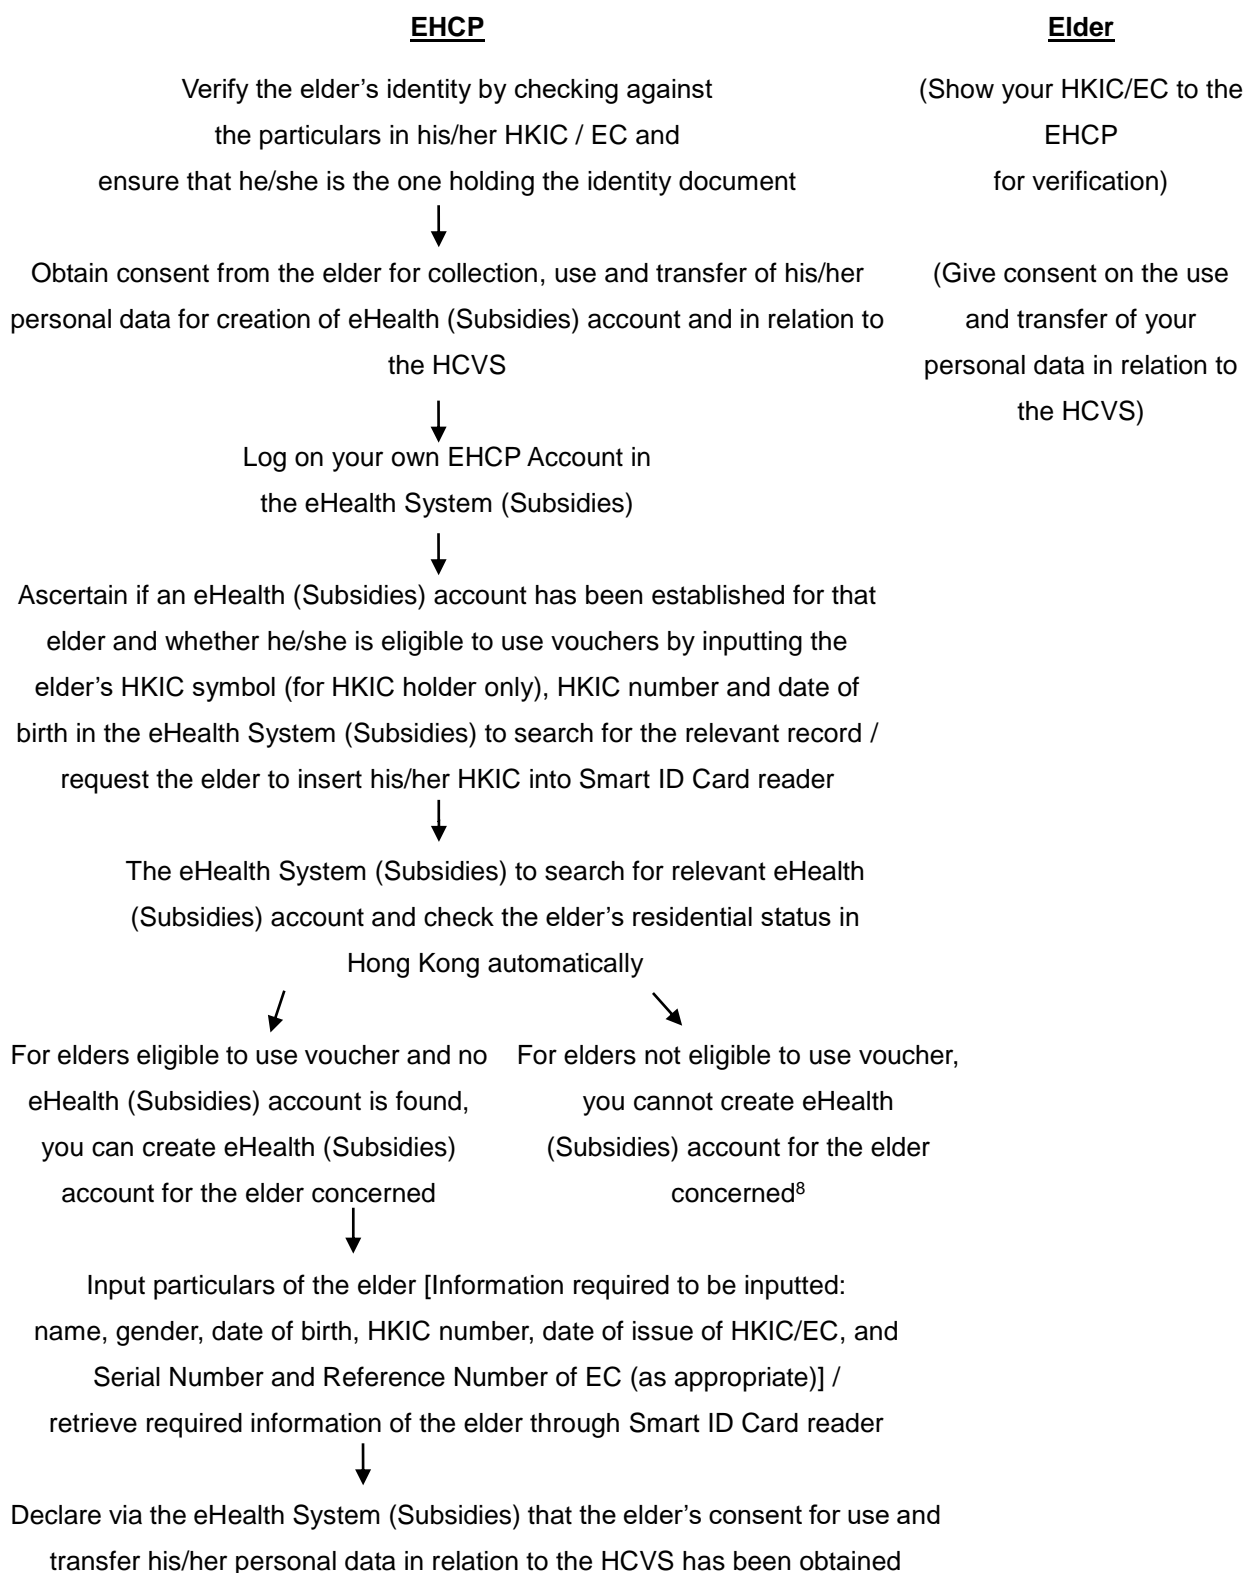 EHCP
Elder
Verify the elder's identity by checking against
the particulars in his/her HKIC / EC and
ensure that he/she is the one holding the identity document
(Show your HKIC/EC to the
EHCP
for verification)
Obtain consent from the elder for collection, use and transfer of his/her
personal data for creation of eHealth (Subsidies) account and in relation to
the HCVS
(Give consent on the use
and transfer of your
personal data in relation to
the HCVS)
Log on your own EHCP Account in
the eHealth System (Subsidies)
Ascertain if an eHealth (Subsidies) account has been established for that
elder and whether he/she is eligible to use vouchers by inputting the
elder's HKIC symbol (for HKIC holder only), HKIC number and date of
birth in the eHealth System (Subsidies) to search for the relevant record /
request the elder to insert his/her HKIC into Smart ID Card reader
The eHealth System (Subsidies) to search for relevant eHealth
(Subsidies) account and check the elder's residential status in
Hong Kong automatically
For elders eligible to use voucher and no
eHealth (Subsidies) account is found,
you can create eHealth (Subsidies)
account for the elder concerned
For elders not eligible to use voucher,
you cannot create eHealth
(Subsidies) account for the elder
concerned⁸
Input particulars of the elder [Information required to be inputted:
name, gender, date of birth, HKIC number, date of issue of HKIC/EC, and
Serial Number and Reference Number of EC (as appropriate)] /
retrieve required information of the elder through Smart ID Card reader
Declare via the eHealth System (Subsidies) that the elder's consent for use and
transfer his/her personal data in relation to the HCVS has been obtained